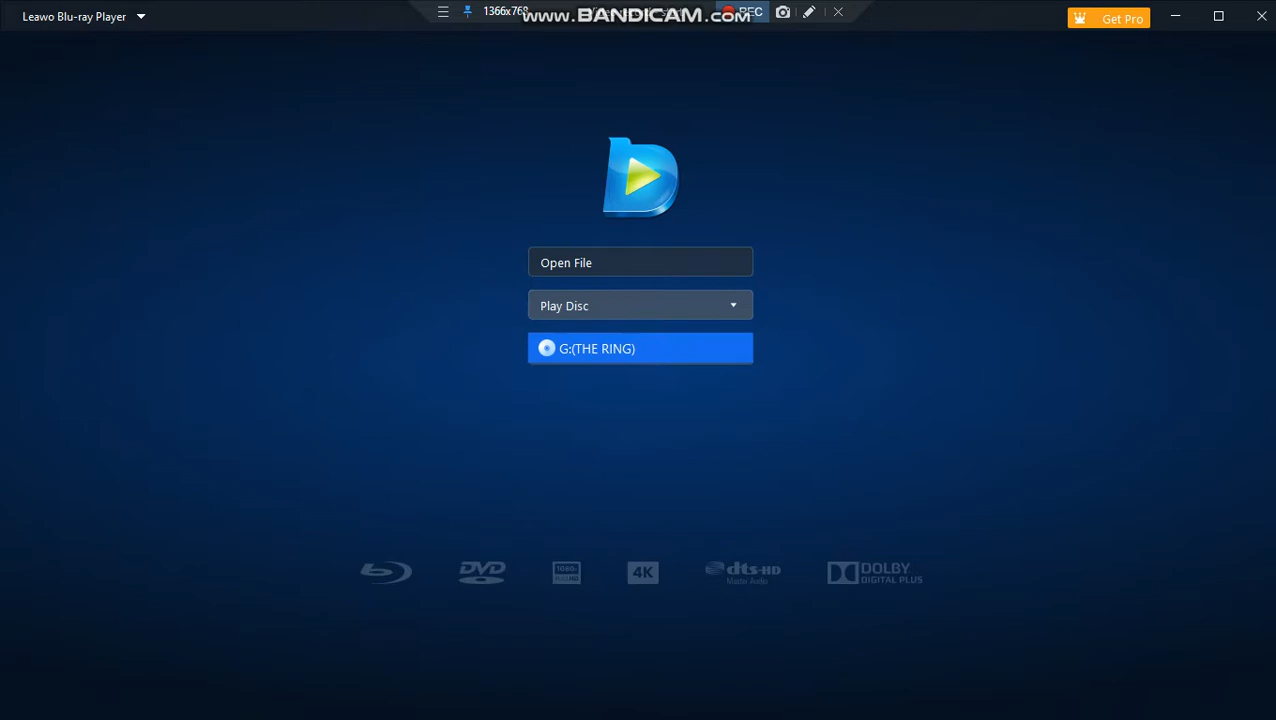 Leawo Blu-ray Player
1366x768
www.BANDICAM.com
REC
Get Pro
Open File
Play Disc
G:(THE RING)
DVD
1080
4K
dts-HD
Master Audio
DOLBY
DIGITAL PLUS